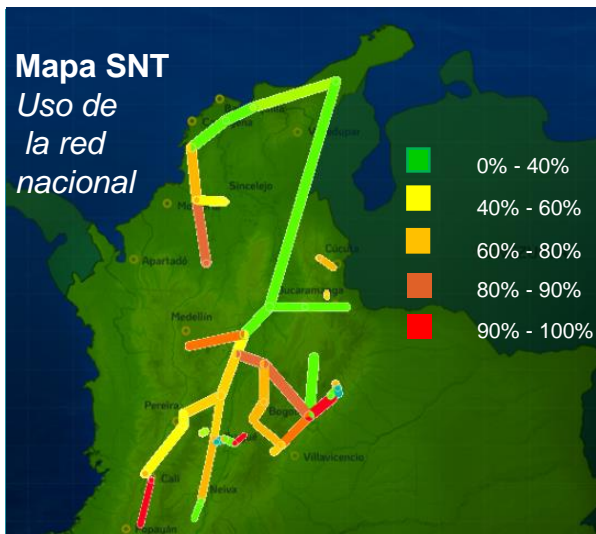 Mapa SNT
Uso de
la red
nacional
0% - 40%
40% - 60%
60% - 80%
80% - 90%
90% - 100%
Sincelejo
Cúcuta
Apartadó
Bucaramanga
Medellín
Pereira
Villavicencio
Cali
Neiva
Popayán